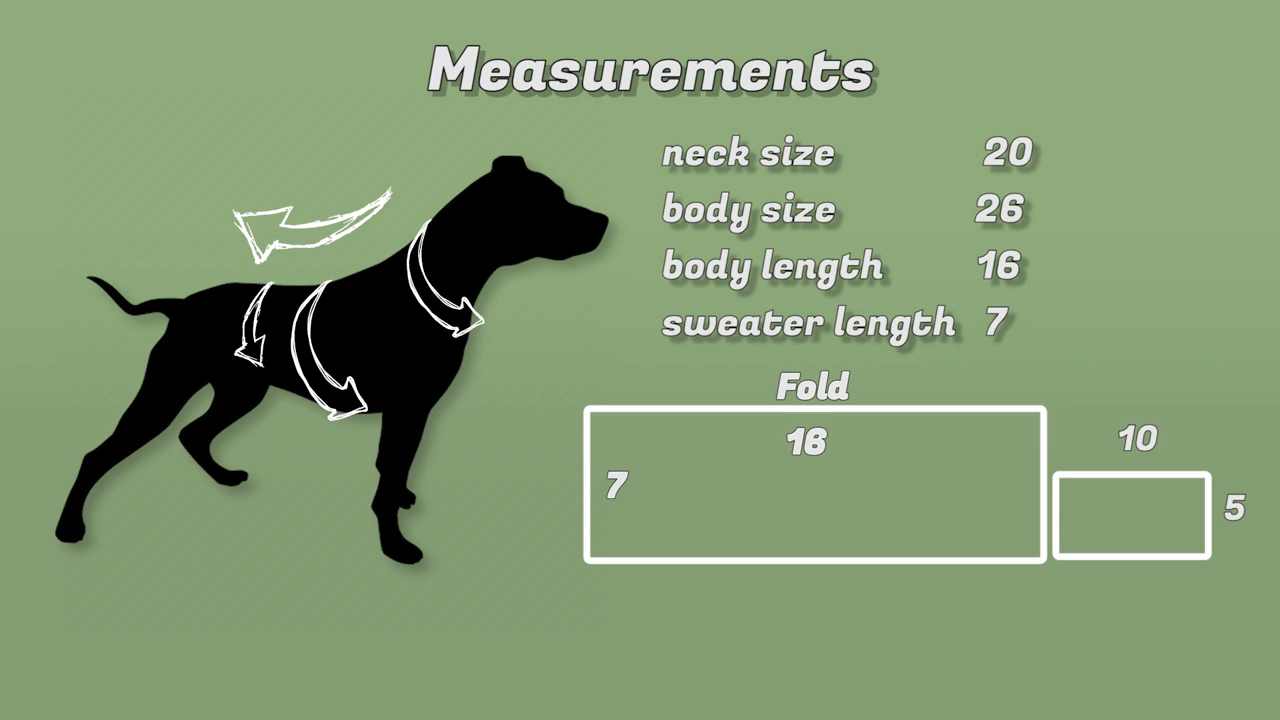 Measurements
neck size 20
body size 26
body length 16
sweater length 7
Fold
16
10
7
5